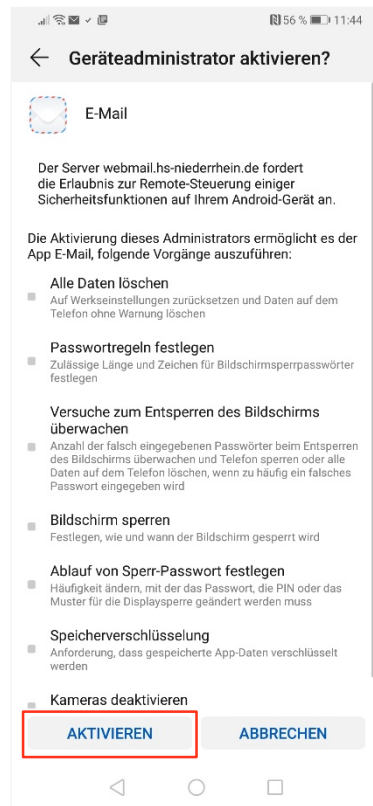 56 % 11:44
Geräteadministrator aktivieren?
E-Mail
Der Server webmail.hs-niederrhein.de fordert
die Erlaubnis zur Remote-Steuerung einiger
Sicherheitsfunktionen auf Ihrem Android-Gerät an.
Die Aktivierung dieses Administrators ermöglicht es der
App E-Mail, folgende Vorgänge auszuführen:
Alle Daten löschen
Auf Werkseinstellungen zurücksetzen und Daten auf dem
Telefon ohne Warnung löschen
Passwortregeln festlegen
Zulässige Länge und Zeichen für Bildschirmsperrpasswörter
festlegen
Versuche zum Entsperren des Bildschirms
überwachen
Anzahl der falsch eingegebenen Passwörter beim Entsperren
des Bildschirms überwachen und Telefon sperren oder alle
Daten auf dem Telefon löschen, wenn zu häufig ein falsches
Passwort eingegeben wird
Bildschirm sperren
Festlegen, wie und wann der Bildschirm gesperrt wird
Ablauf von Sperr-Passwort festlegen
Häufigkeit ändern, mit der das Passwort, die PIN oder das
Muster für die Displaysperre geändert werden muss
Speicherverschlüsselung
Anforderung, dass gespeicherte App-Daten verschlüsselt
werden
Kameras deaktivieren
AKTIVIEREN ABBRECHEN